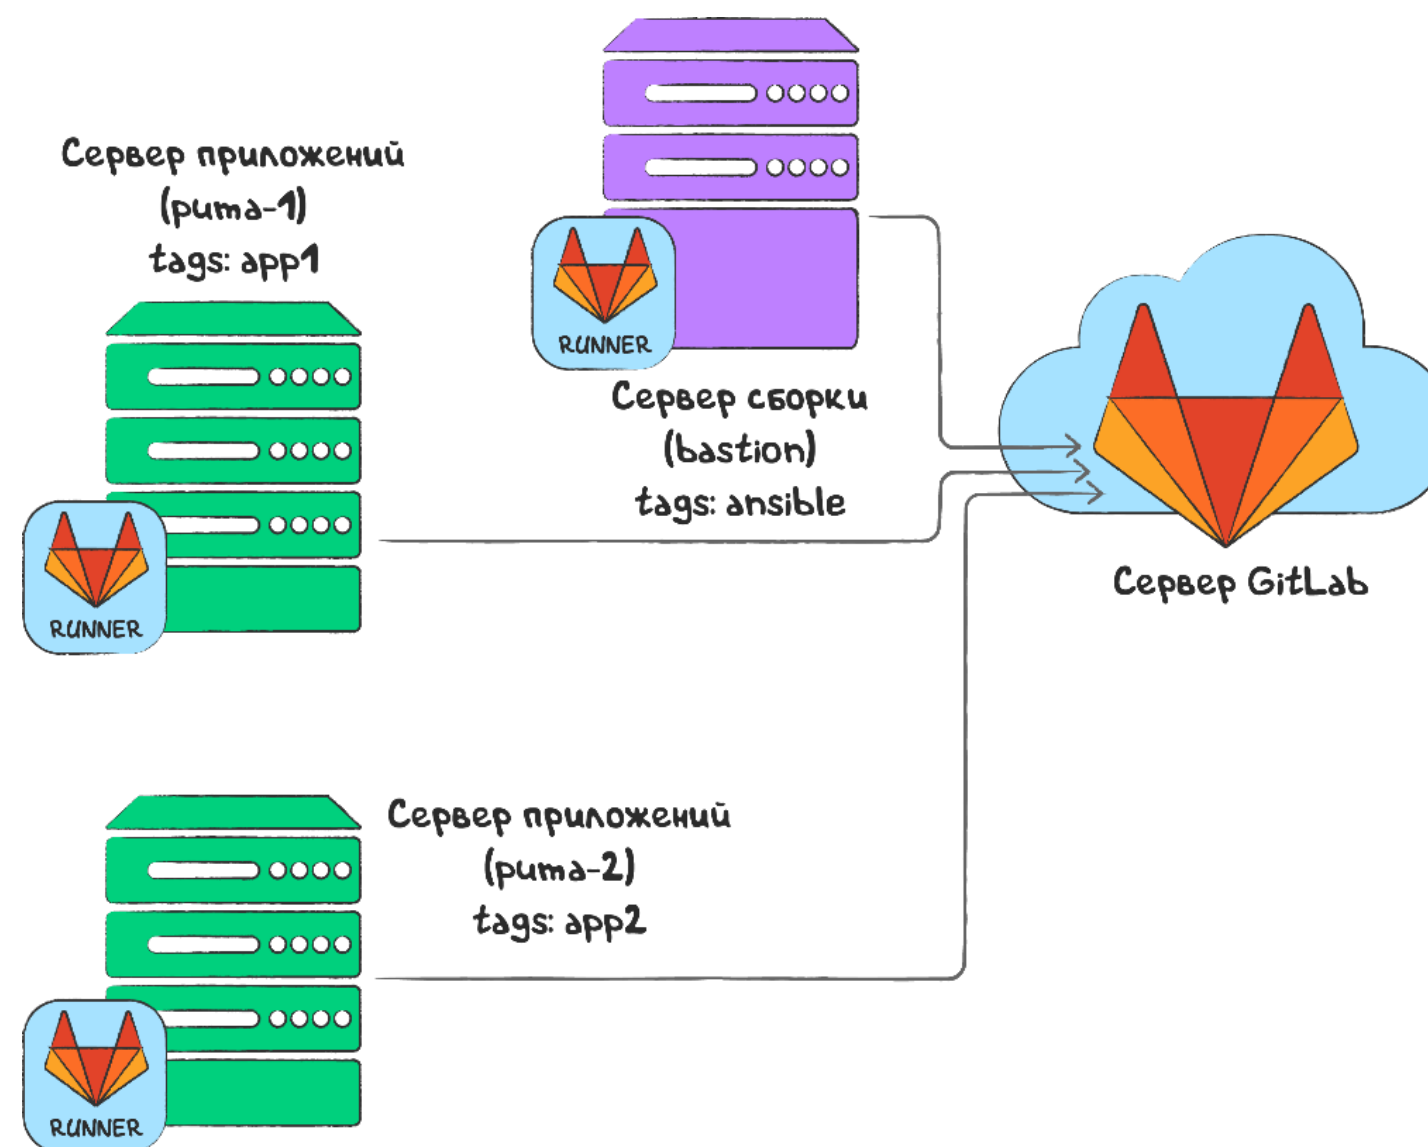 Сервер приложений
(puma-1)
tags: app1
RUNNER
Сервер сборки
(bastion)
tags: ansible
RUNNER
Сервер GitLab
Сервер приложений
(puma-2)
tags: app2
RUNNER